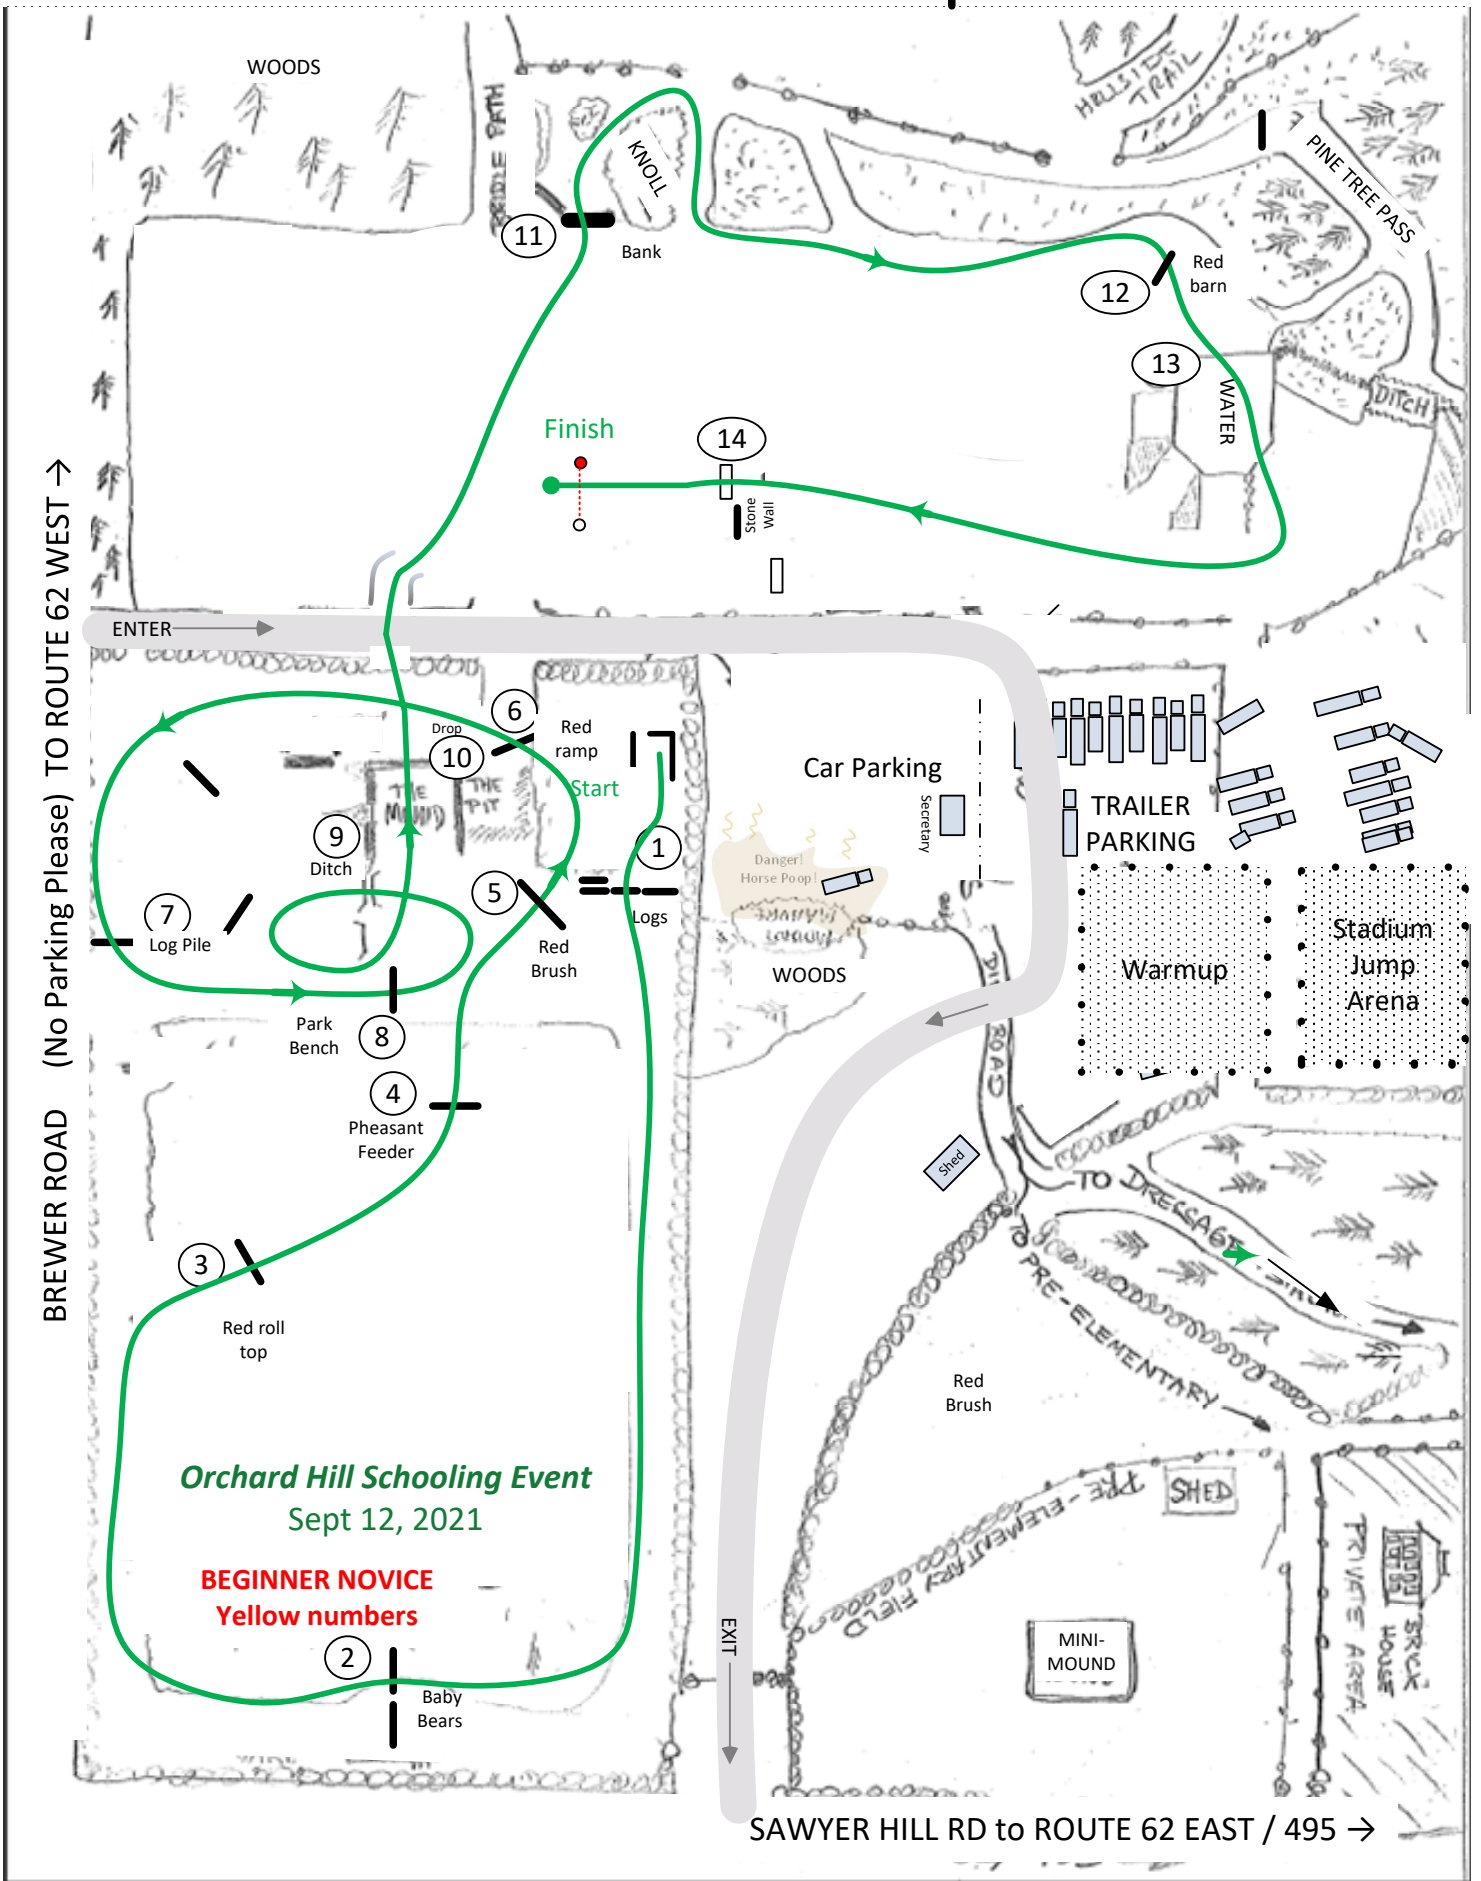 WOODS
BRIDLE PATH
KNOLL
HILLSIDE
TRAIL
PINE TREE PASS
11
Bank
12
Red
barn
13
WATER
DITCH
Finish
14
Stone
Wall
BREWER ROAD (No Parking Please) TO ROUTE 62 WEST →
ENTER
6
Red
ramp
Drop
10
THE
MOUND
THE
PIT
Start
9
Ditch
1
Logs
5
Red
Brush
7
Log Pile
Park
Bench
8
4
Pheasant
Feeder
3
Red roll
top
Car Parking
Secretary
TRAILER
PARKING
Danger!
Horse Poop!
MANURE
WOODS
Warmup
Stadium
Jump
Arena
ROAD
Shed
TO DRESSAGE
TO PRE-ELEMENTARY
Red
Brush
PRE-ELEMENTARY FIELD
SHED
MINI-
MOUND
PRIVATE AREA
BRICK
HOUSE
Orchard Hill Schooling Event
Sept 12, 2021
BEGINNER NOVICE
Yellow numbers
2
Baby
Bears
EXIT
SAWYER HILL RD to ROUTE 62 EAST / 495 →